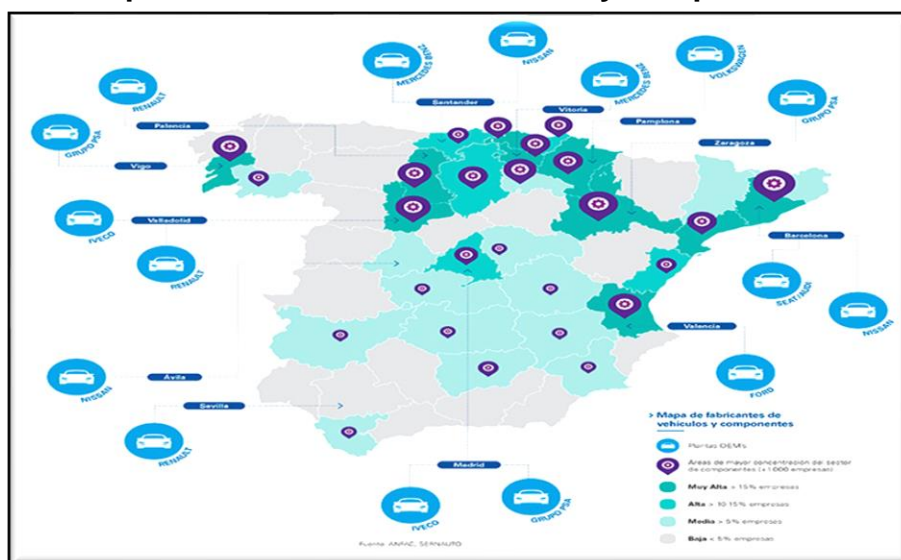 MERCEDES BENZ
NISSAN
VOLKSWAGEN
RENAULT
MERCEDES BENZ
GRUPO PSA
Santander
Vitoria
Palencia
Pamplona
GRUPO PSA
Zaragoza
Vigo
Valladolid
IVECO
Barcelona
RENAULT
SEAT/AUDI
NISSAN
Valencia
NISSAN
Ávila
FORD
Sevilla
RENAULT
Madrid
IVECO
GRUPO PSA
> Mapa de fabricantes de
vehículos y componentes
Plantas OEM's
Áreas de mayor concentración del sector
de componentes (+1000 empresas)
Muy Alta > 15% empresas
Alta > 10-15% empresas
Media > 5% empresas
Baja < 5% empresas
Fuente: ANFAC, SERNAUTO